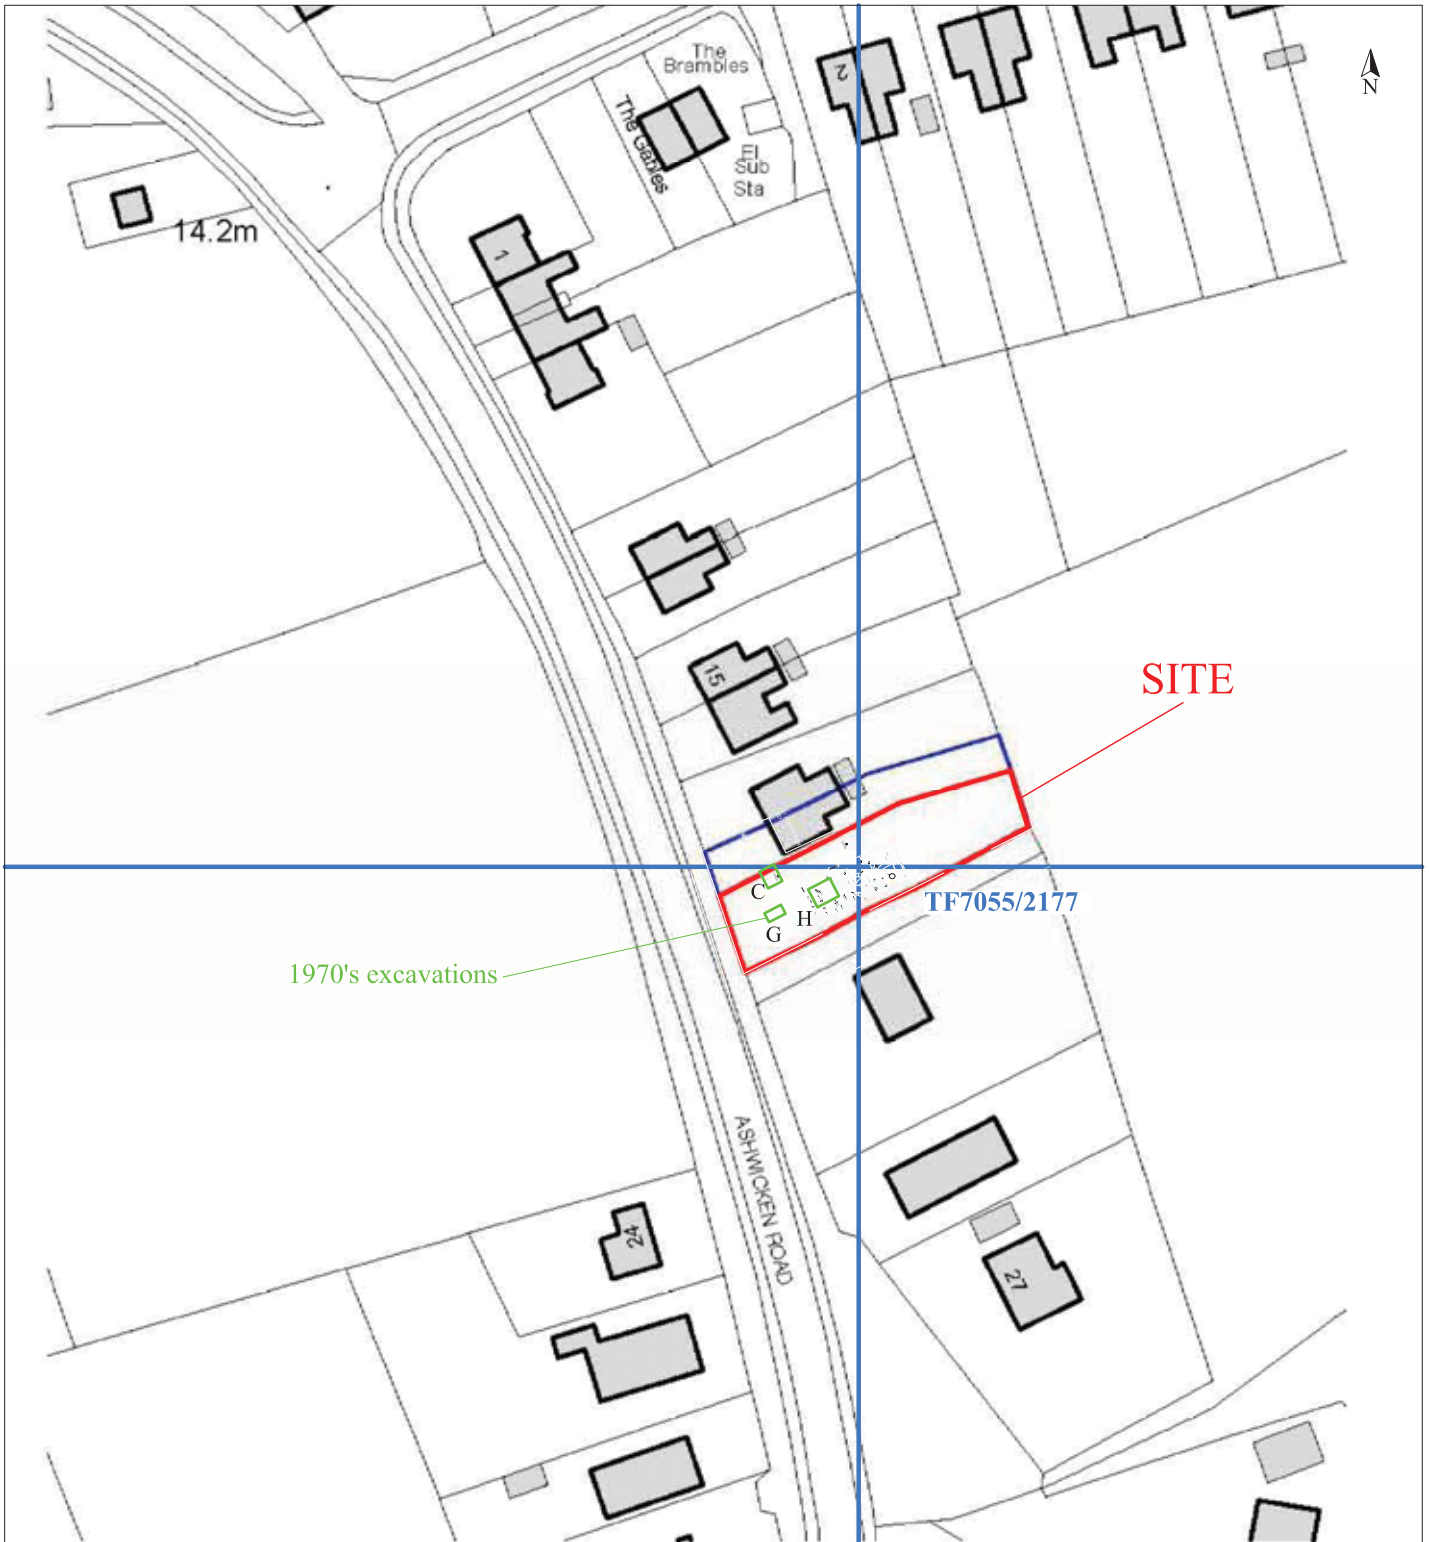 The
Brambles
2
N
The Gables
El
Sub
Sta
14.2m
1
15
SITE
C
H
TF7055/2177
G
1970's excavations
ASHWICKEN ROAD
24
27